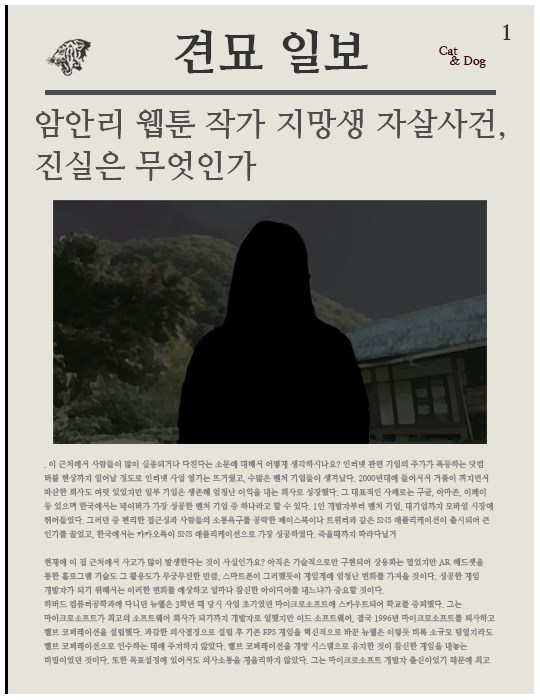 1
견묘 일보
Cat
& Dog
암안리 웹툰 작가 지망생 자살사건,
진실은 무엇인가
. 이 근처에서 사람들이 많이 실종되거나 다친다는 소문에 대해서 어떻게 생각하시나요? 인터넷 관련 기업의 주가가 폭등하는 닷컴
버블 현상까지 일어날 정도로 인터넷 사업 열기는 뜨거웠고, 수많은 벤처 기업들이 생겨났다. 2000년대에 들어서서 거품이 꺼지면서
파산한 회사도 여럿 있었지만 일부 기업은 생존해 엄청난 이익을 내는 회사로 성장했다. 그 대표적인 사례로는 구글, 아마존, 이베이
등 있으며 한국에서는 네이버가 가장 성공한 벤처 기업 중 하나라고 할 수 있다. 1인 개발자부터 벤처 기업, 대기업까지 모바일 시장에
뛰어들었다. 그러던 중 편리한 접근성과 사람들의 소통욕구를 공략한 페이스북이나 트위터과 같은 SNS 애플리케이션이 출시되어 큰
인기를 끌었고, 한국에서는 카카오톡이 SNS 애플리케이션으로 가장 성공하였다. 죽을때까지 따라다닐거
현재에 이 집 근처에서 사고가 많이 발생한다는 것이 사실인가요? 아직은 기술적으로만 구현되어 상용화는 멀었지만 AR 헤드셋을
통한 홀로그램 기술도 그 활용도가 무궁무진한 만큼, 스마트폰이 그러했듯이 게임계에 엄청난 변화를 가져올 것이다. 성공한 게임
개발자가 되기 위해서는 이러한 변화를 예상하고 얼마나 참신한 아이디어를 내느냐가 중요할 것이다.
하버드 컴퓨터공학과에 다니던 뉴웰은 3학년 때 당시 사업 초기였던 마이크로소프트에 스카우트되어 학교를 중퇴했다. 그는
마이크로소프트가 최고의 소프트웨어 회사가 되기까지 개발자로 일했지만 이드 소프트웨어, 결국 1996년 마이크로소프트를 퇴사하고
밸브 코퍼레이션을 설립했다. 과감한 의사결정으로 설립 후 기존 FPS 게임을 혁신적으로 바꾼 뉴웰은 이렇듯 비록 소규모 팀일지라도
밸브 코퍼레이션으로 인수하는 데에 주저하지 않았다. 밸브 코퍼레이션을 개방 시스템으로 유지한 것이 참신한 게임을 내놓는
비밀이었던 것이다. 또한 목표설정에 있어서도 의사소통을 게을리하지 않았다. 그는 마이크로소프트 개발자 출신이었기 때문에 최고